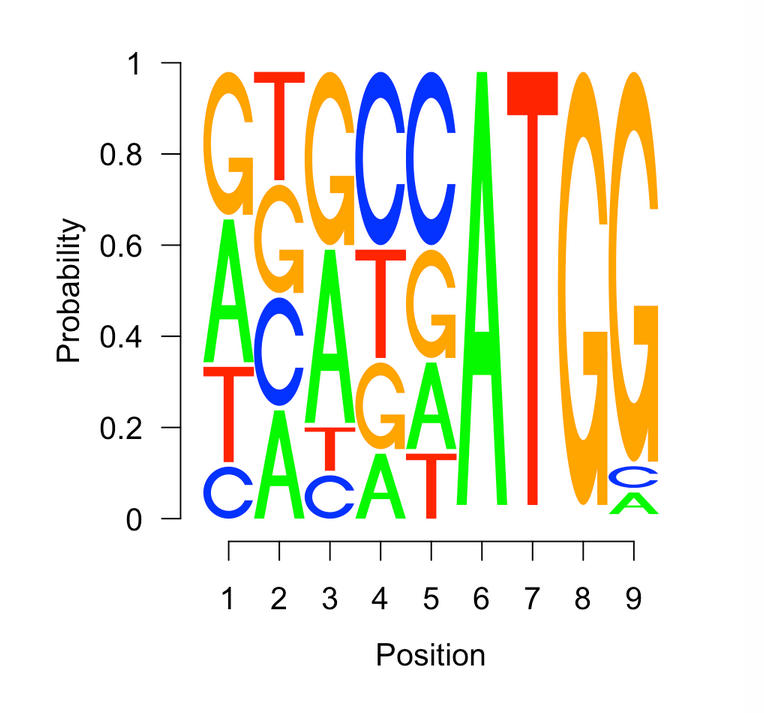 1
0.8
0.6
0.4
0.2
0
Probability
G T G C C A T G G
A G A T G C
T C T G A A
C A C A T
1 2 3 4 5 6 7 8 9
Position